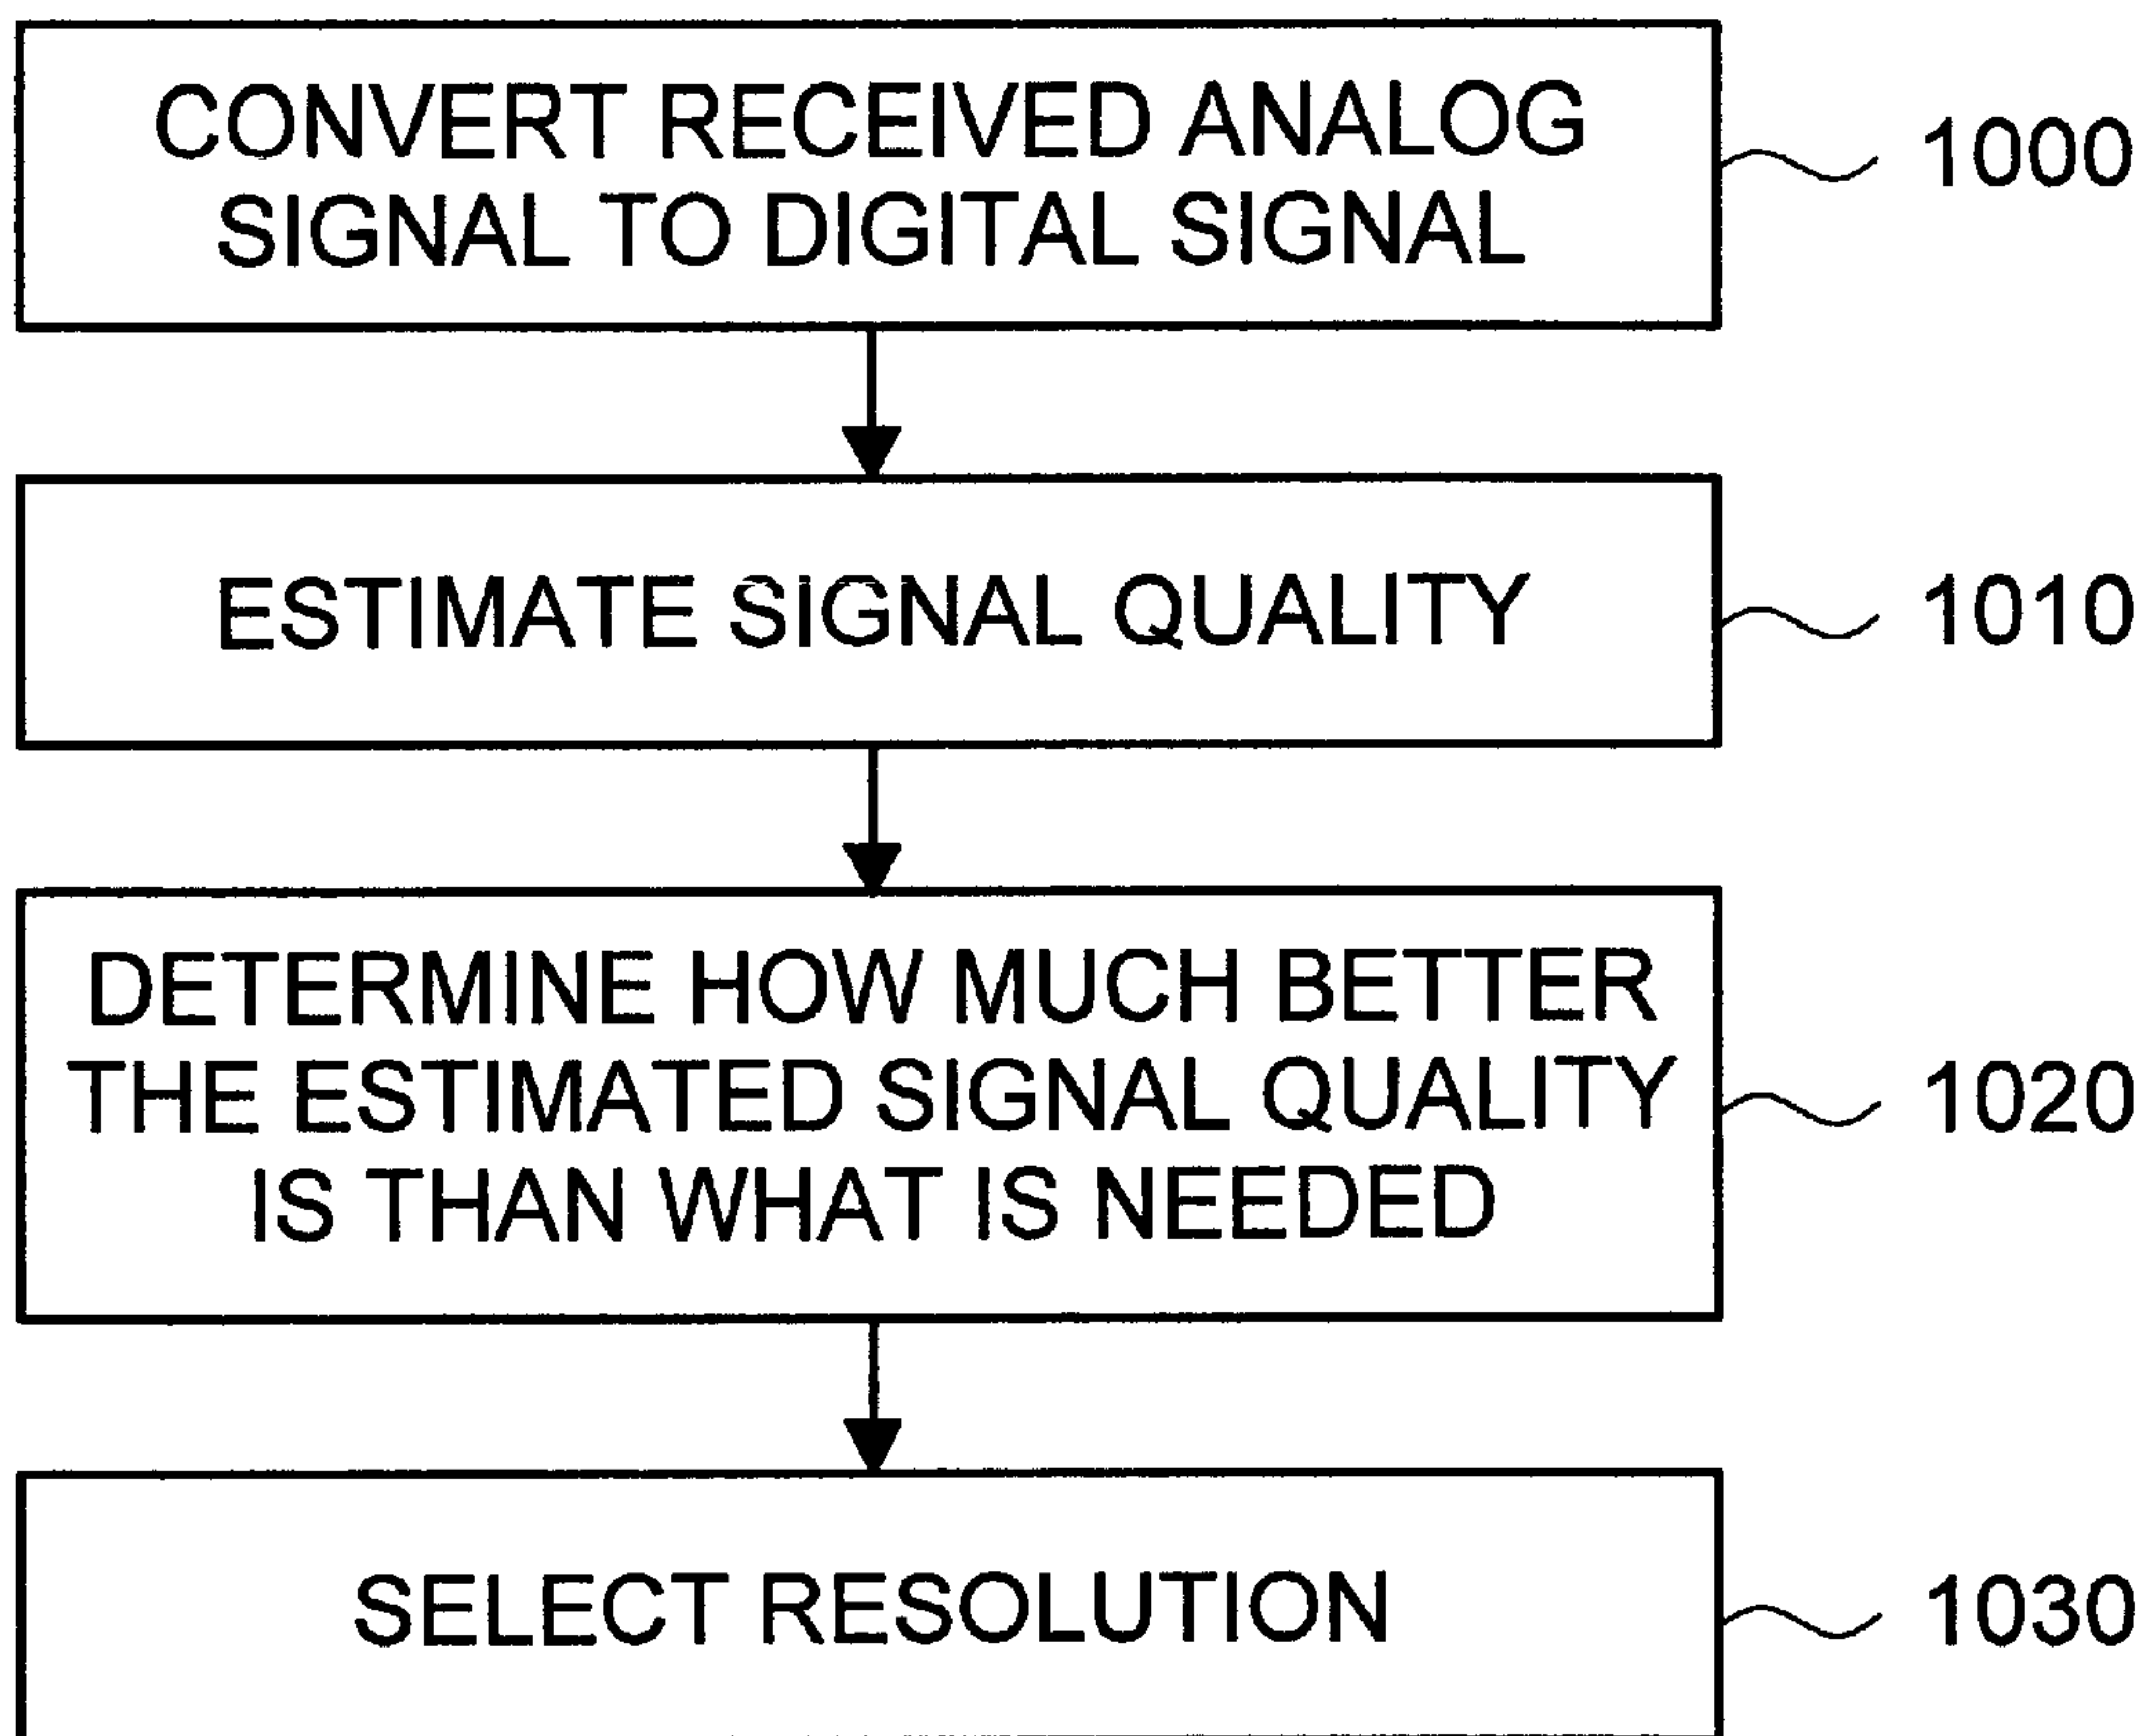 CONVERT RECEIVED ANALOG
SIGNAL TO DIGITAL SIGNAL
1000
ESTIMATE SIGNAL QUALITY
1010
DETERMINE HOW MUCH BETTER
THE ESTIMATED SIGNAL QUALITY
IS THAN WHAT IS NEEDED
1020
SELECT RESOLUTION
1030